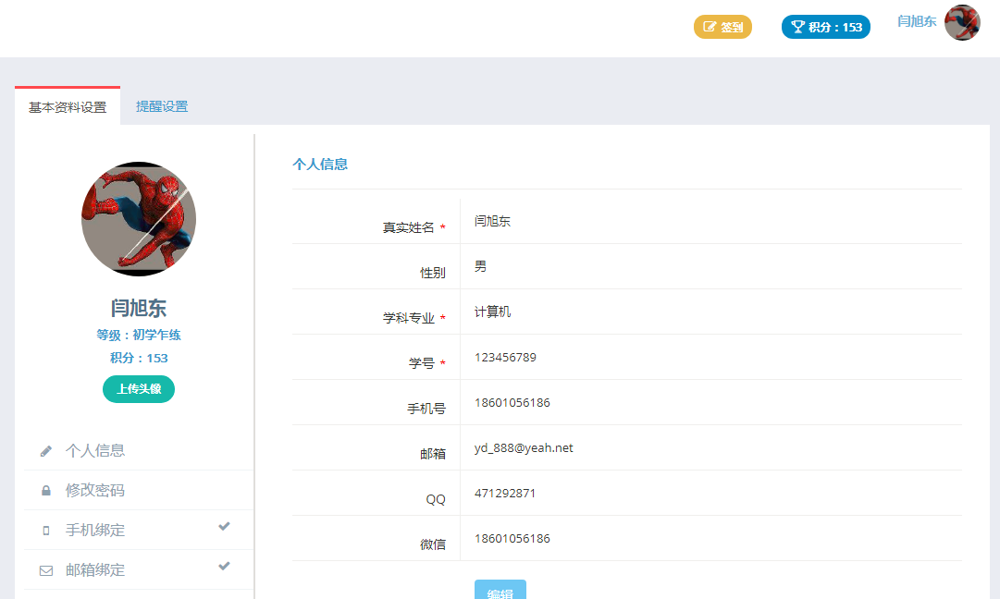 签到
积分：153
闫旭东
基本资料设置
提醒设置
闫旭东
等级：初学乍练
积分：153
上传头像
个人信息
修改密码
手机绑定
邮箱绑定
个人信息
真实姓名 * 闫旭东
性别 男
学科专业 * 计算机
学号 * 123456789
手机号 18601056186
邮箱 yd_888@yeah.net
QQ 471292871
微信 18601056186
编辑